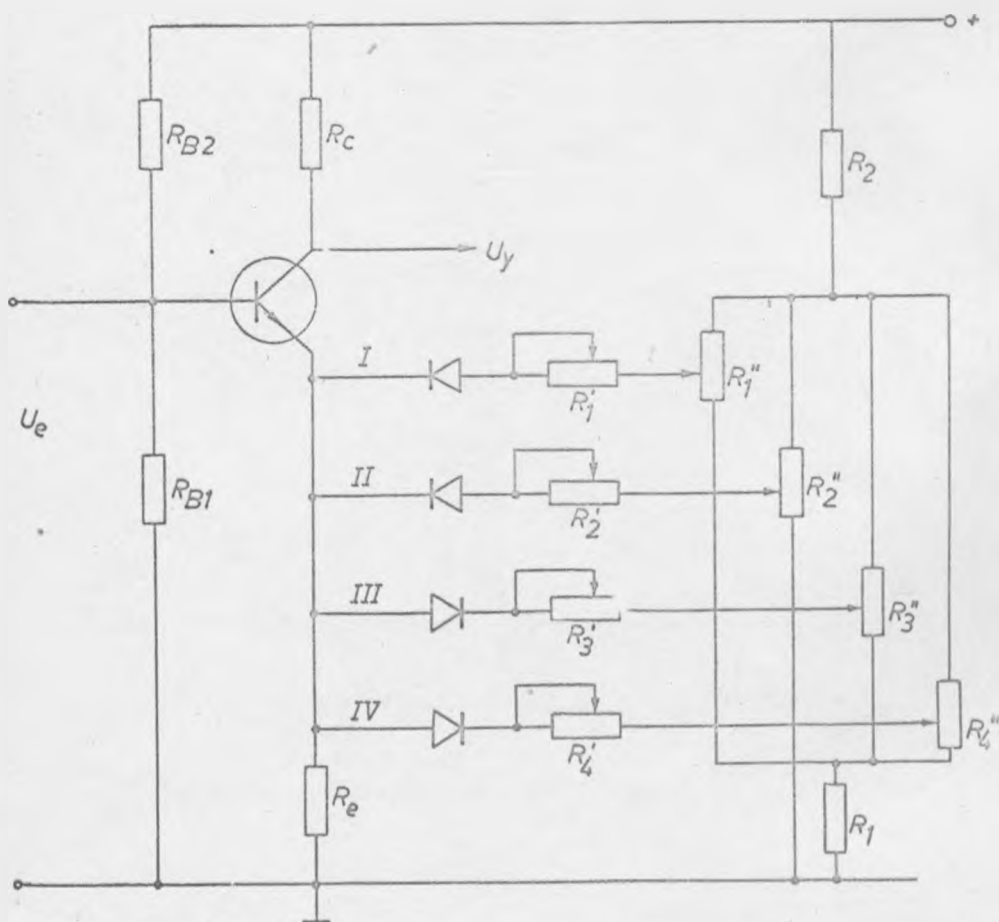 +
R_B2
R_C
R_2
U_y
I
R_1'
R_1''
U_e
R_B1
II
R_2'
R_2''
III
R_3'
R_3''
IV
R_4'
R_4''
R_e
R_1